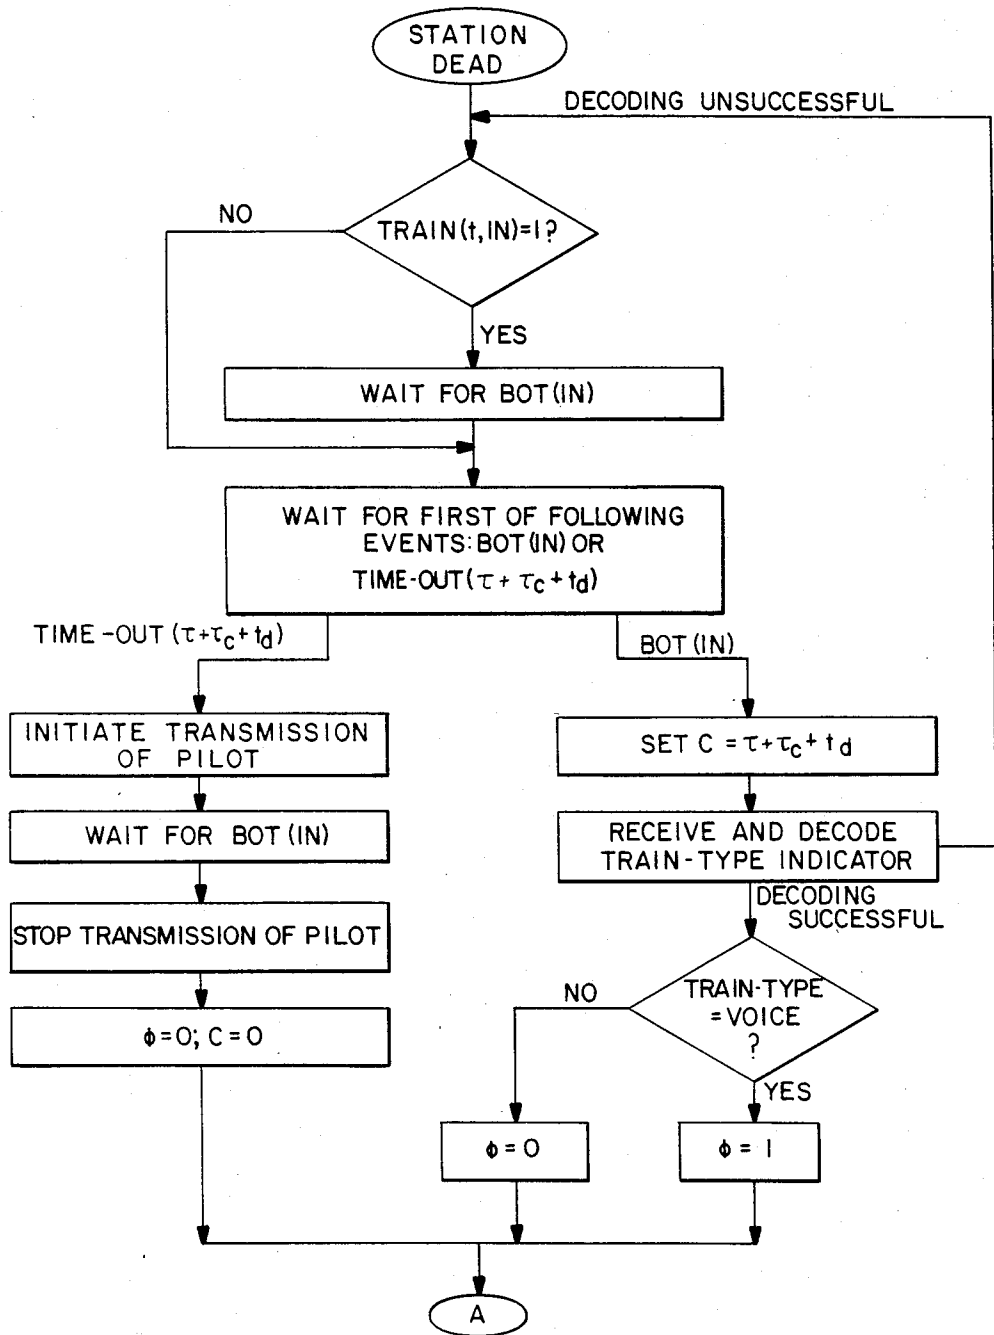 STATION
DEAD
DECODING UNSUCCESSFUL
NO
TRAIN(t,IN)=1?
YES
WAIT FOR BOT(IN)
WAIT FOR FIRST OF FOLLOWING
EVENTS: BOT(IN) OR
TIME-OUT(τ + τc + td)
TIME-OUT (τ+τc+td)
BOT(IN)
INITIATE TRANSMISSION
OF PILOT
SET C = τ+τc+td
WAIT FOR BOT(IN)
RECEIVE AND DECODE
TRAIN-TYPE INDICATOR
DECODING
SUCCESSFUL
STOP TRANSMISSION OF PILOT
NO
TRAIN-TYPE
=VOICE
?
ϕ=0; C=0
YES
ϕ=0
ϕ=1
A